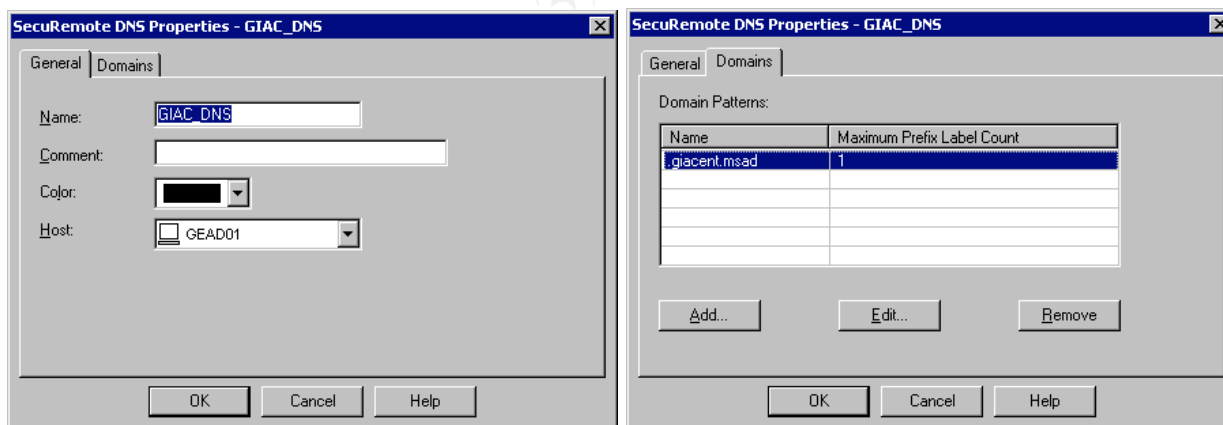 SecuRemote DNS Properties - GIAC_DNS
General Domains
Name: GIAC_DNS
Comment:
Color:
Host: GEAD01
OK Cancel Help
SecuRemote DNS Properties - GIAC_DNS
General Domains
Domain Patterns:
Name Maximum Prefix Label Count
.giacent.msad 1
Add... Edit... Remove
OK Cancel Help